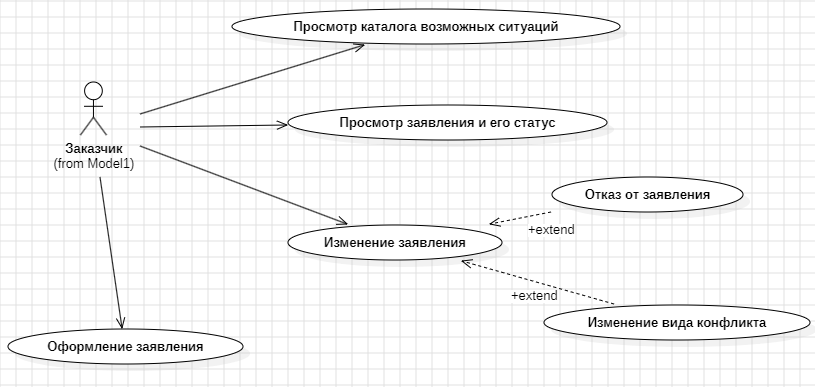 Просмотр каталога возможных ситуаций
Просмотр заявления и его статус
Заказчик
(from Model1)
Отказ от заявления
+extend
Изменение заявления
+extend
Изменение вида конфликта
Оформление заявления